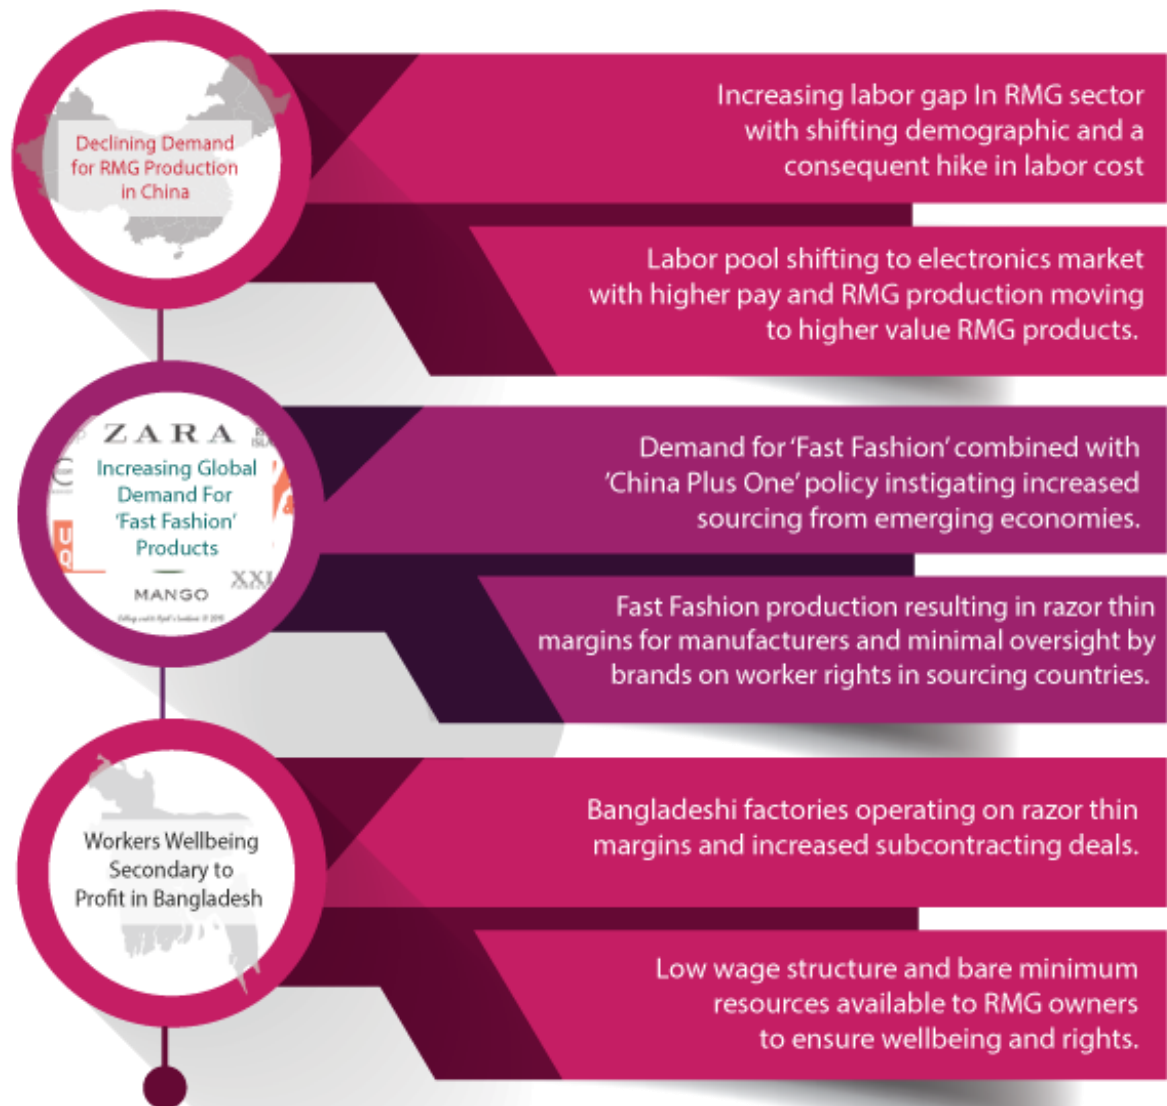 Declining Demand
for RMG Production
in China
Increasing labor gap In RMG sector
with shifting demographic and a
consequent hike in labor cost
Labor pool shifting to electronics market
with higher pay and RMG production moving
to higher value RMG products.
ZARA
Increasing Global
Demand For
‘Fast Fashion’
Products
UQ
MANGO
XXI
Demand for ‘Fast Fashion’ combined with
‘China Plus One’ policy instigating increased
sourcing from emerging economies.
Fast Fashion production resulting in razor thin
margins for manufacturers and minimal oversight by
brands on worker rights in sourcing countries.
Workers Wellbeing
Secondary to
Profit in Bangladesh
Bangladeshi factories operating on razor thin
margins and increased subcontracting deals.
Low wage structure and bare minimum
resources available to RMG owners
to ensure wellbeing and rights.